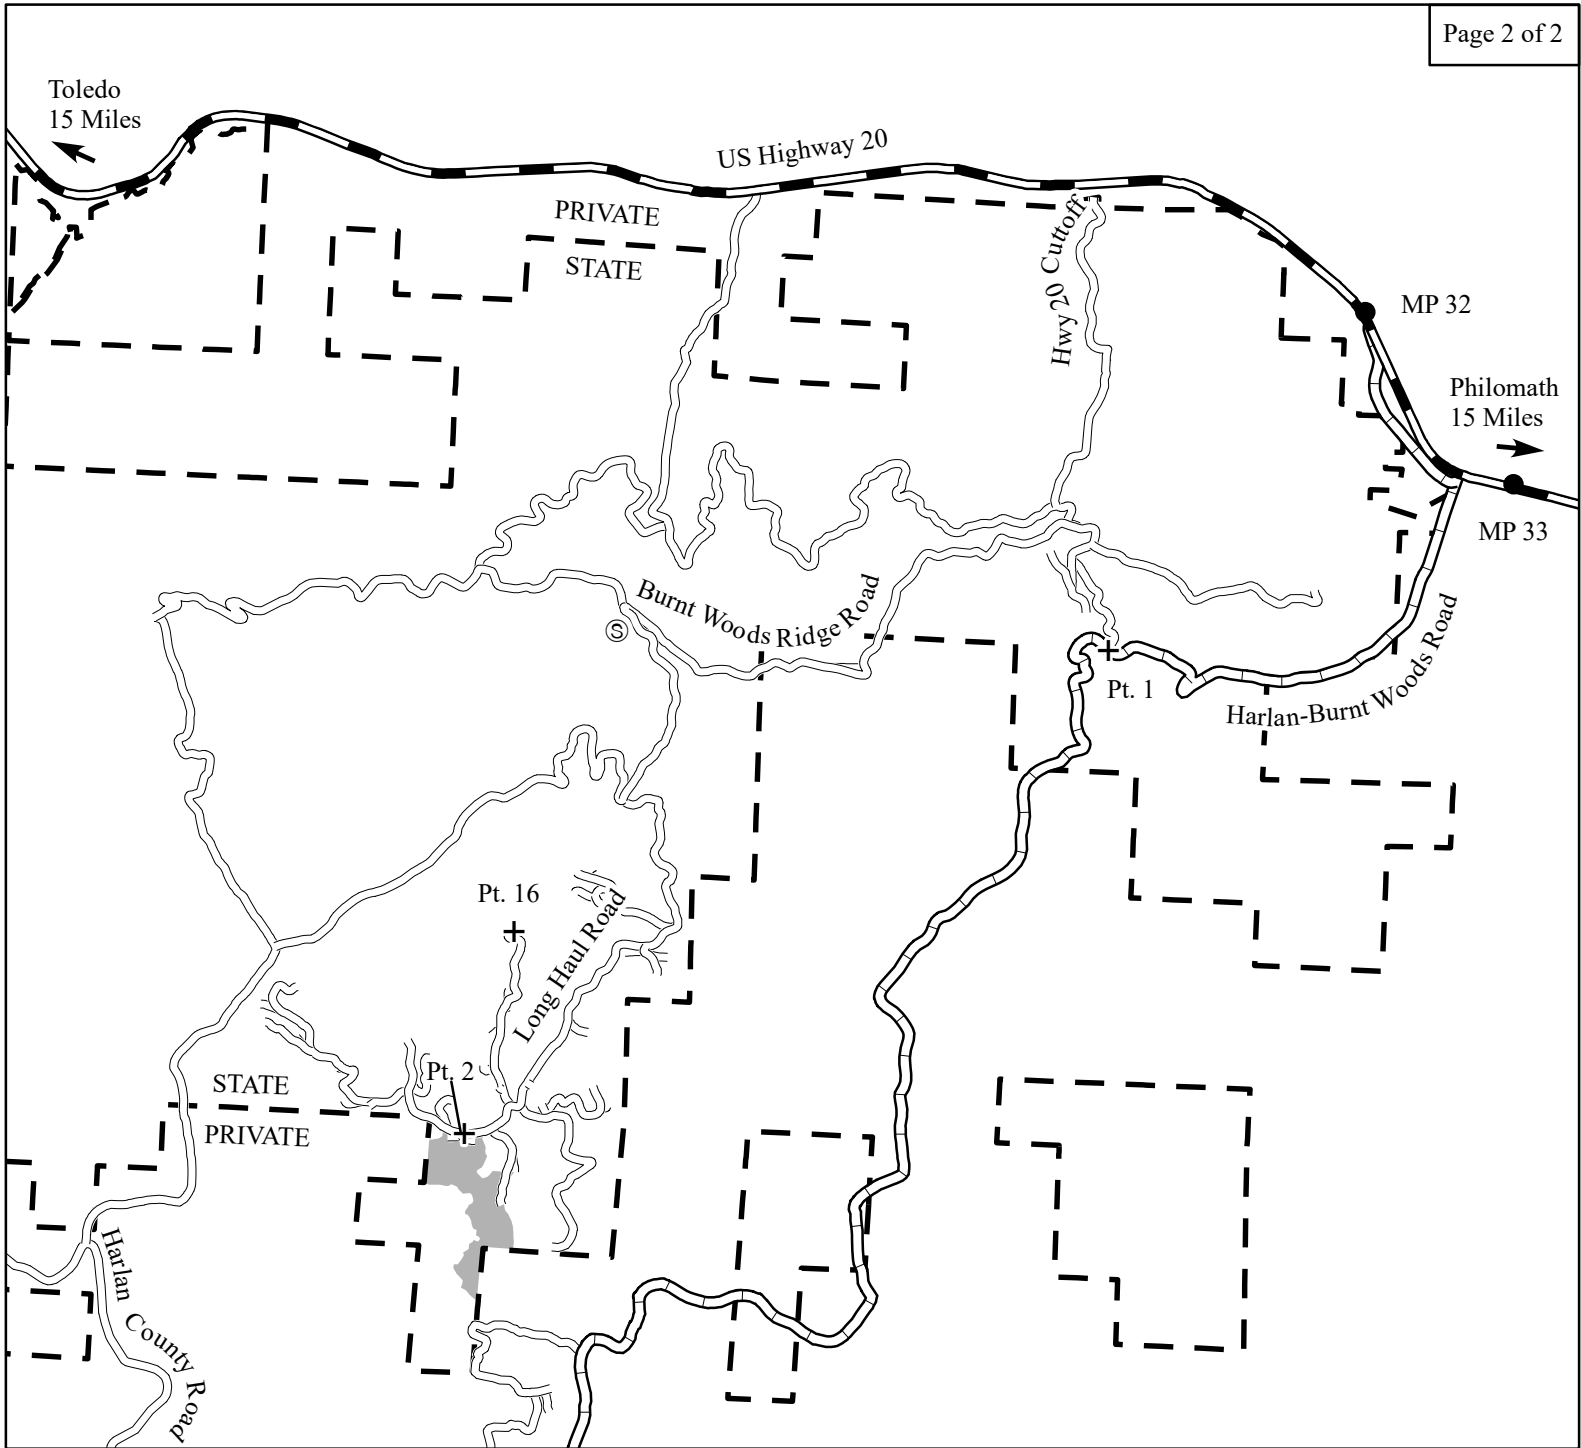 Page 2 of 2
Toledo
15 Miles
US Highway 20
PRIVATE
STATE
Hwy 20 Cuttoff
MP 32
Philomath
15 Miles
MP 33
Burnt Woods Ridge Road
S
Pt. 1
Harlan-Burnt Woods Road
Pt. 16
Long Haul Road
Pt. 2
STATE
PRIVATE
Harlan County Road